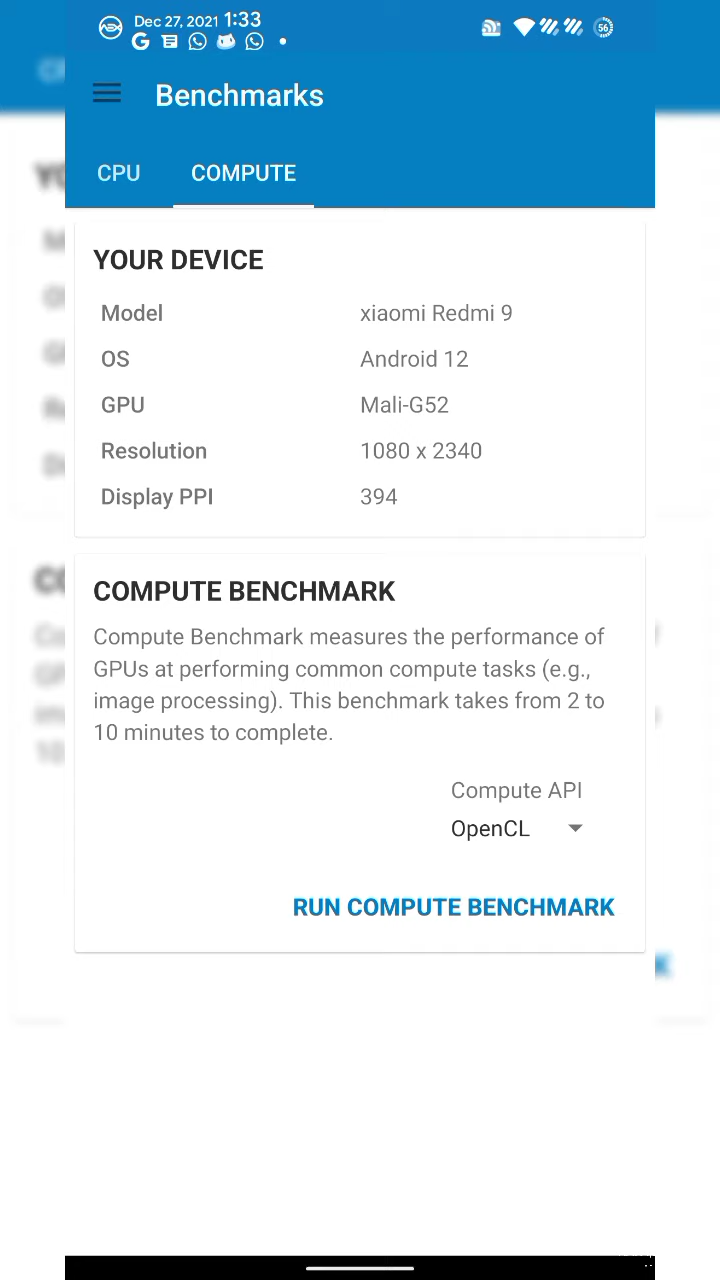 Dec 27, 2021 1:33
56
Benchmarks
CPU COMPUTE
YOUR DEVICE
Model xiaomi Redmi 9
OS Android 12
GPU Mali-G52
Resolution 1080 x 2340
Display PPI 394
COMPUTE BENCHMARK
Compute Benchmark measures the performance of
GPUs at performing common compute tasks (e.g.,
image processing). This benchmark takes from 2 to
10 minutes to complete.
Compute API
OpenCL
RUN COMPUTE BENCHMARK